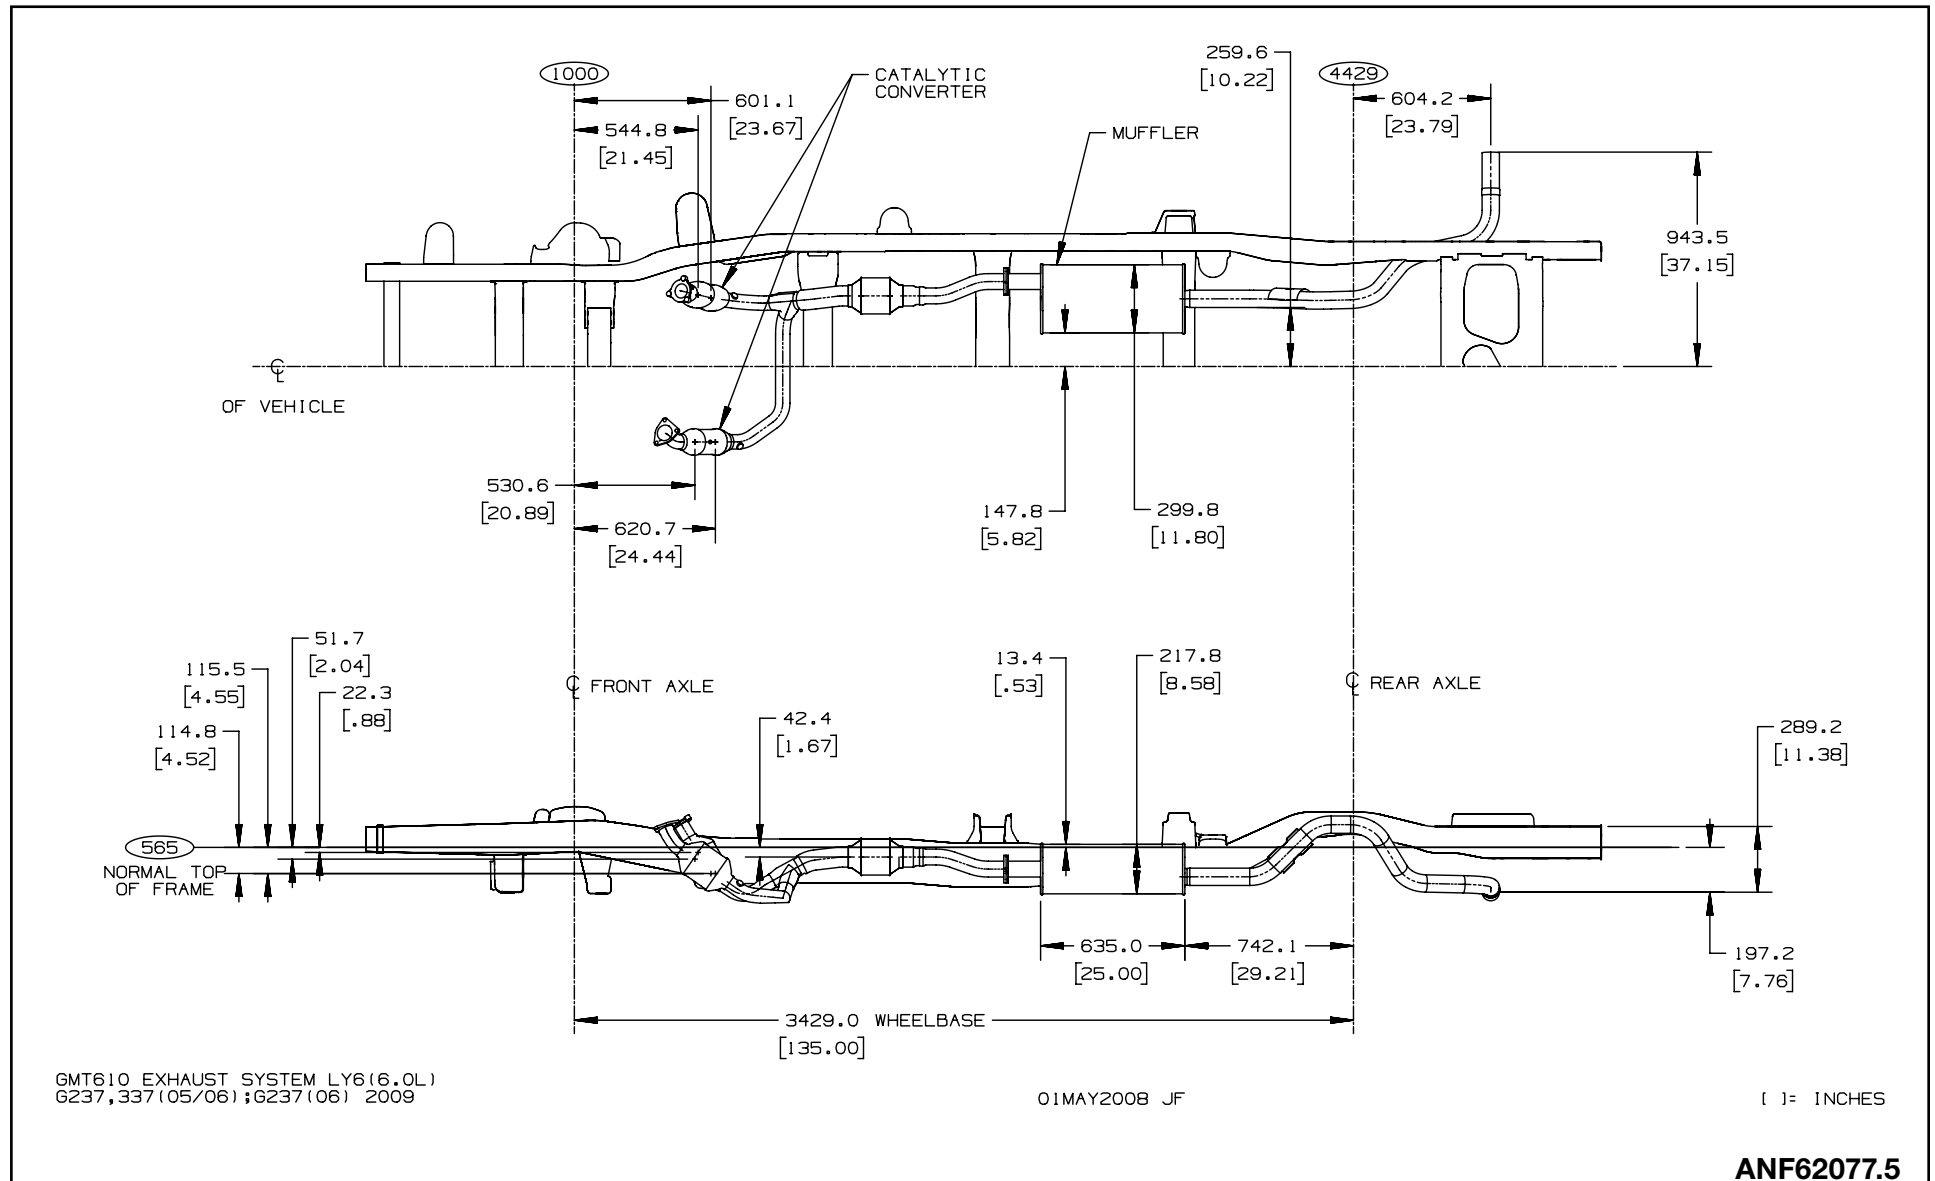 1000
601.1
[23.67]
544.8
[21.45]
CATALYTIC
CONVERTER
259.6
[10.22]
4429
604.2
[23.79]
MUFFLER
943.5
[37.15]
CL
OF VEHICLE
530.6
[20.89]
620.7
[24.44]
147.8
[5.82]
299.8
[11.80]
51.7
[2.04]
115.5
[4.55]
22.3
[.88]
114.8
[4.52]
CL FRONT AXLE
13.4
[.53]
217.8
[8.58]
CL REAR AXLE
42.4
[1.67]
289.2
[11.38]
565
NORMAL TOP
OF FRAME
635.0
[25.00]
742.1
[29.21]
197.2
[7.76]
3429.0 WHEELBASE
[135.00]
GMT610 EXHAUST SYSTEM LY6(6.0L)
G237,337(05/06);G237(06) 2009
01MAY2008 JF
[ ]= INCHES
ANF62077.5